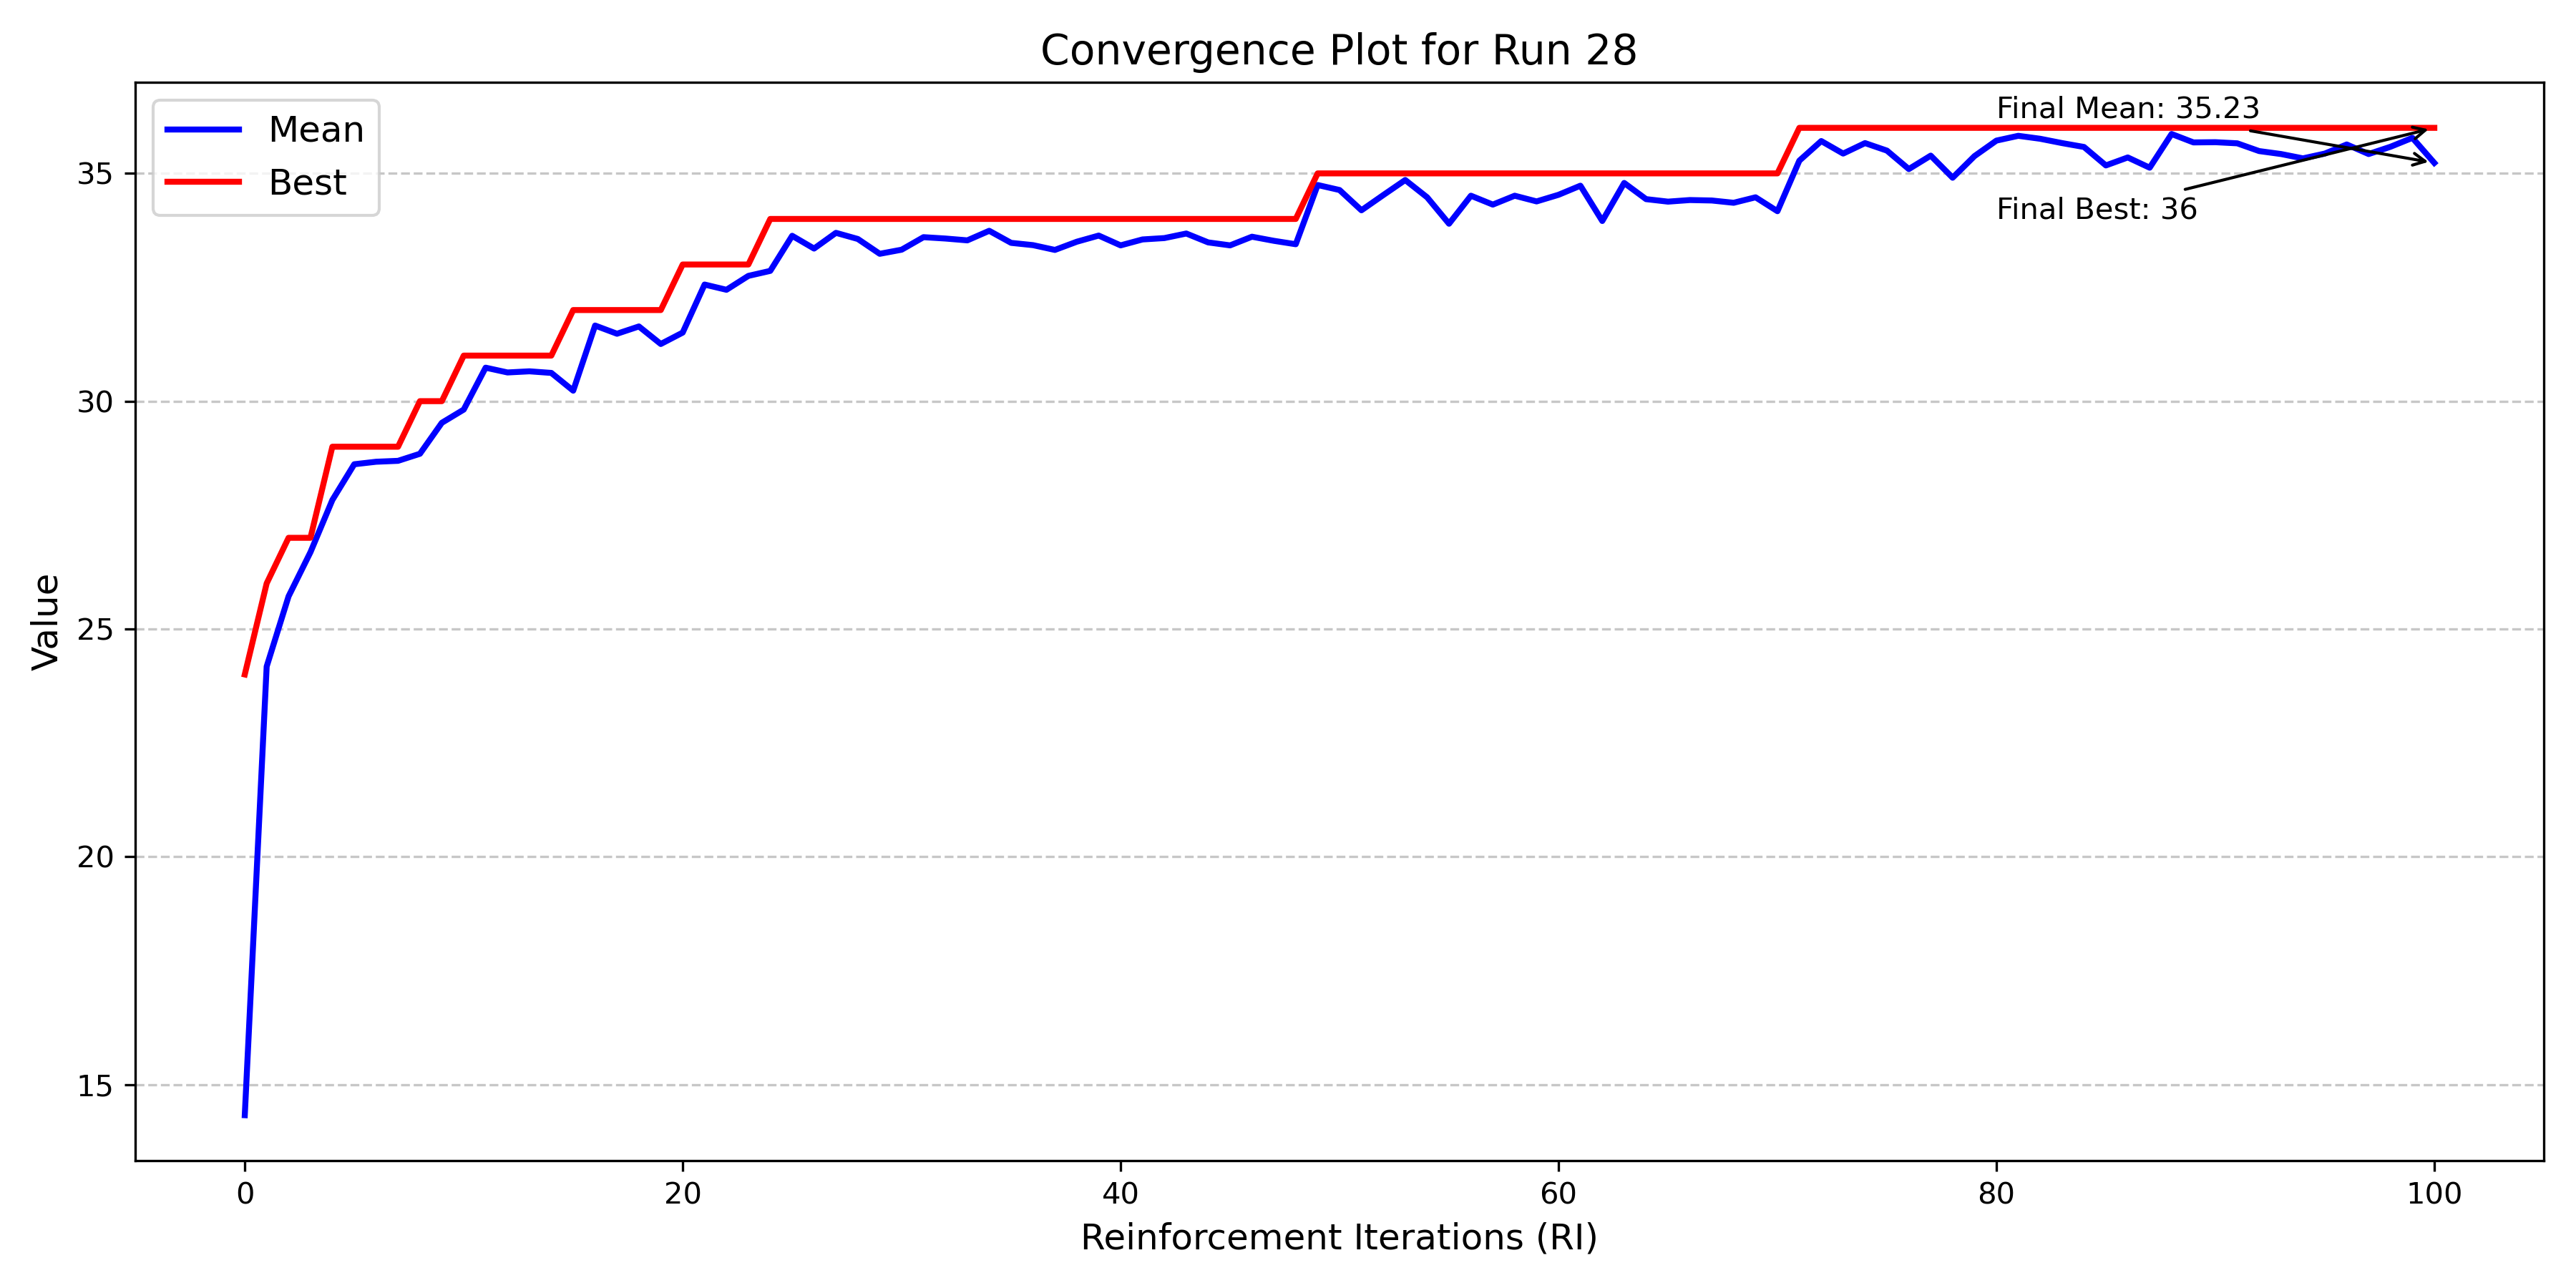 Convergence Plot for Run 28
Mean
Best
Final Mean: 35.23
Final Best: 36
Value
35
30
25
20
15
0 20 40 60 80 100
Reinforcement Iterations (RI)